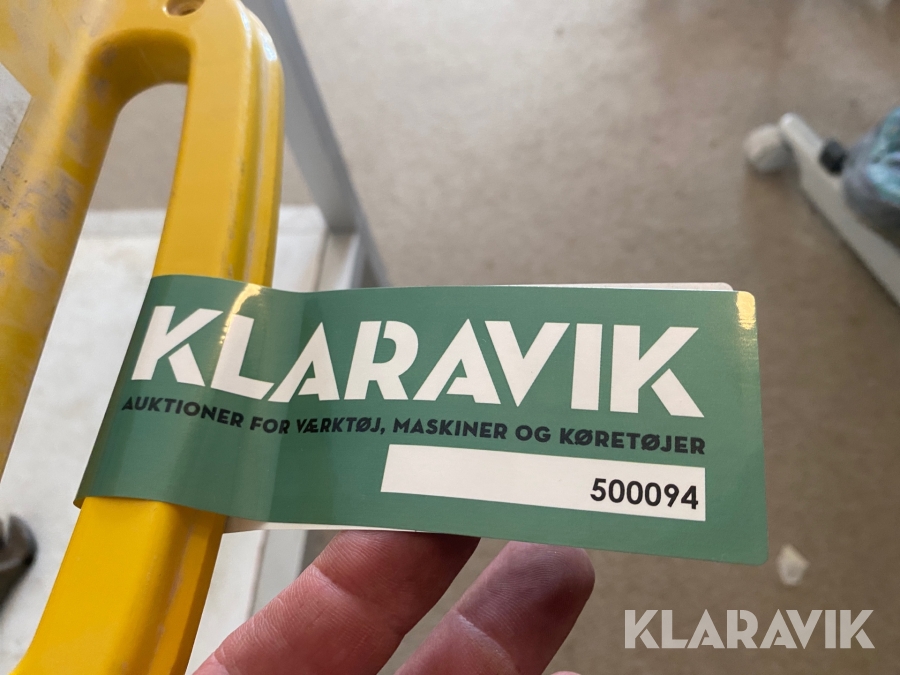 KLARAVIK
AUKTIONER FOR VÆRKTØJ, MASKINER OG KØRETØJER
500094
KLARAVIK